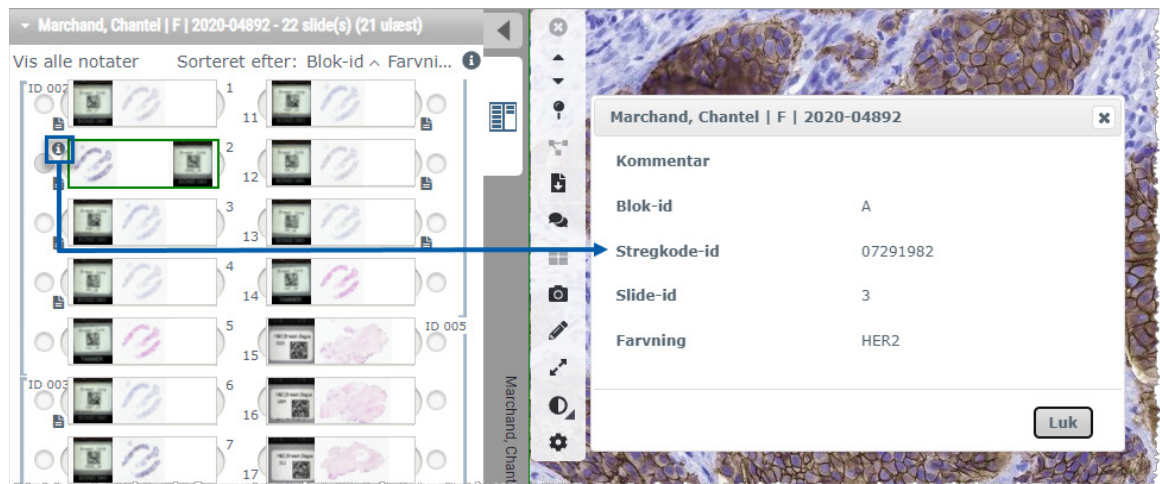 Marchand, Chantel | F | 2020-04892 - 22 slide(s) (21 ulæst)
Vis alle notater Sorteret efter: Blok-id Farvni...
ID 002
1
11
2
12
3
13
4
14
5
ID 005
15
ID 003
6
16
7
17
Marchand, Chant
Marchand, Chantel | F | 2020-04892
Kommentar
Blok-id A
Stregkode-id 07291982
Slide-id 3
Farvning HER2
Luk